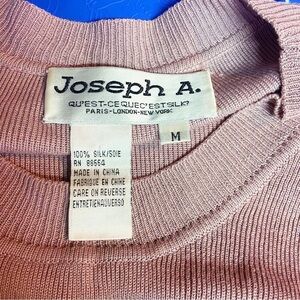 Joseph A.
QU'EST-CE QUE C'EST SILK?
PARIS-LONDON-NEW YORK
M
100% SILK/SOIE
RN 88554
MADE IN CHINA
FABRIQUE EN CHINE
CARE ON REVERSE
ENTRETIEN AU VERSO